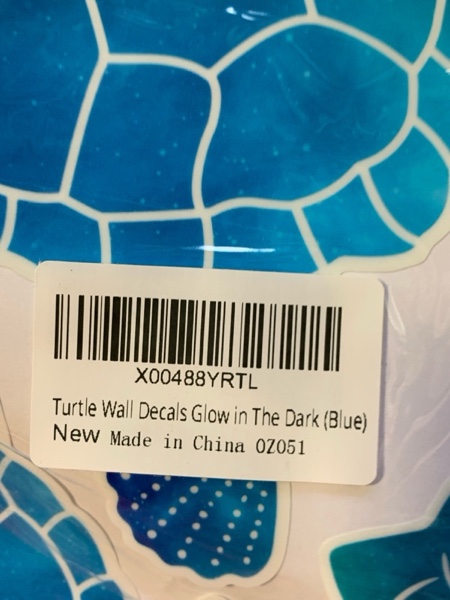 X00488YRTL
Turtle Wall Decals Glow in The Dark (Blue)
New Made in China OZ051